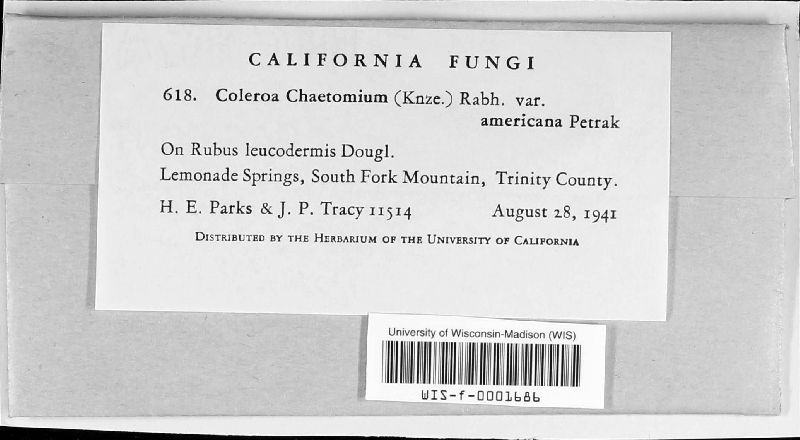 CALIFORNIA FUNGI
618. Coleroa Chaetomium (Knze.) Rabh. var.
americana Petrak
On Rubus leucodermis Dougl.
Lemonade Springs, South Fork Mountain, Trinity County.
H. E. Parks & J. P. Tracy 11514 August 28, 1941
Distributed by the Herbarium of the University of California
University of Wisconsin-Madison (WIS)
WIS-f-0001686